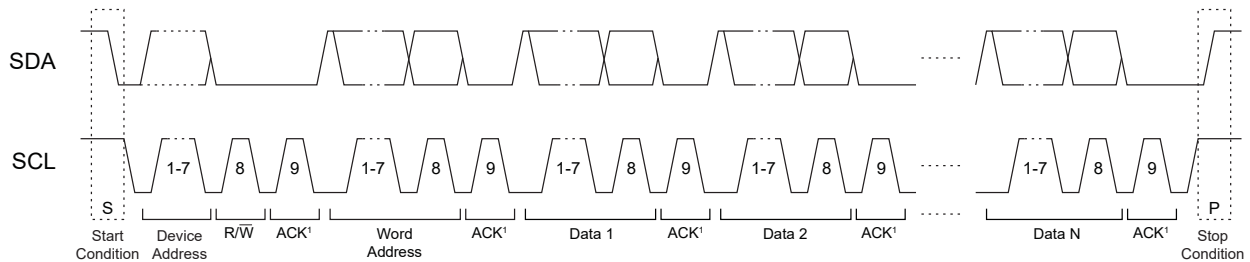 SDA
SCL
1-7 8 9 1-7 8 9 1-7 8 9 1-7 8 9 1-7 8 9
S P
Start Condition
Device Address
R/W̅
ACK¹
Word Address
ACK¹
Data 1
ACK¹
Data 2
ACK¹
Data N
ACK¹
Stop Condition